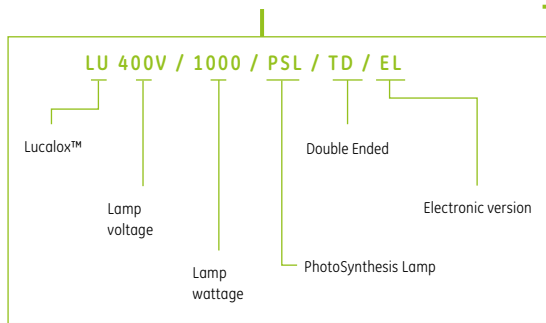 LU 400V / 1000 / PSL / TD / EL
Lucalox™
Double Ended
Lamp
voltage
Electronic version
Lamp
wattage
PhotoSynthesis Lamp